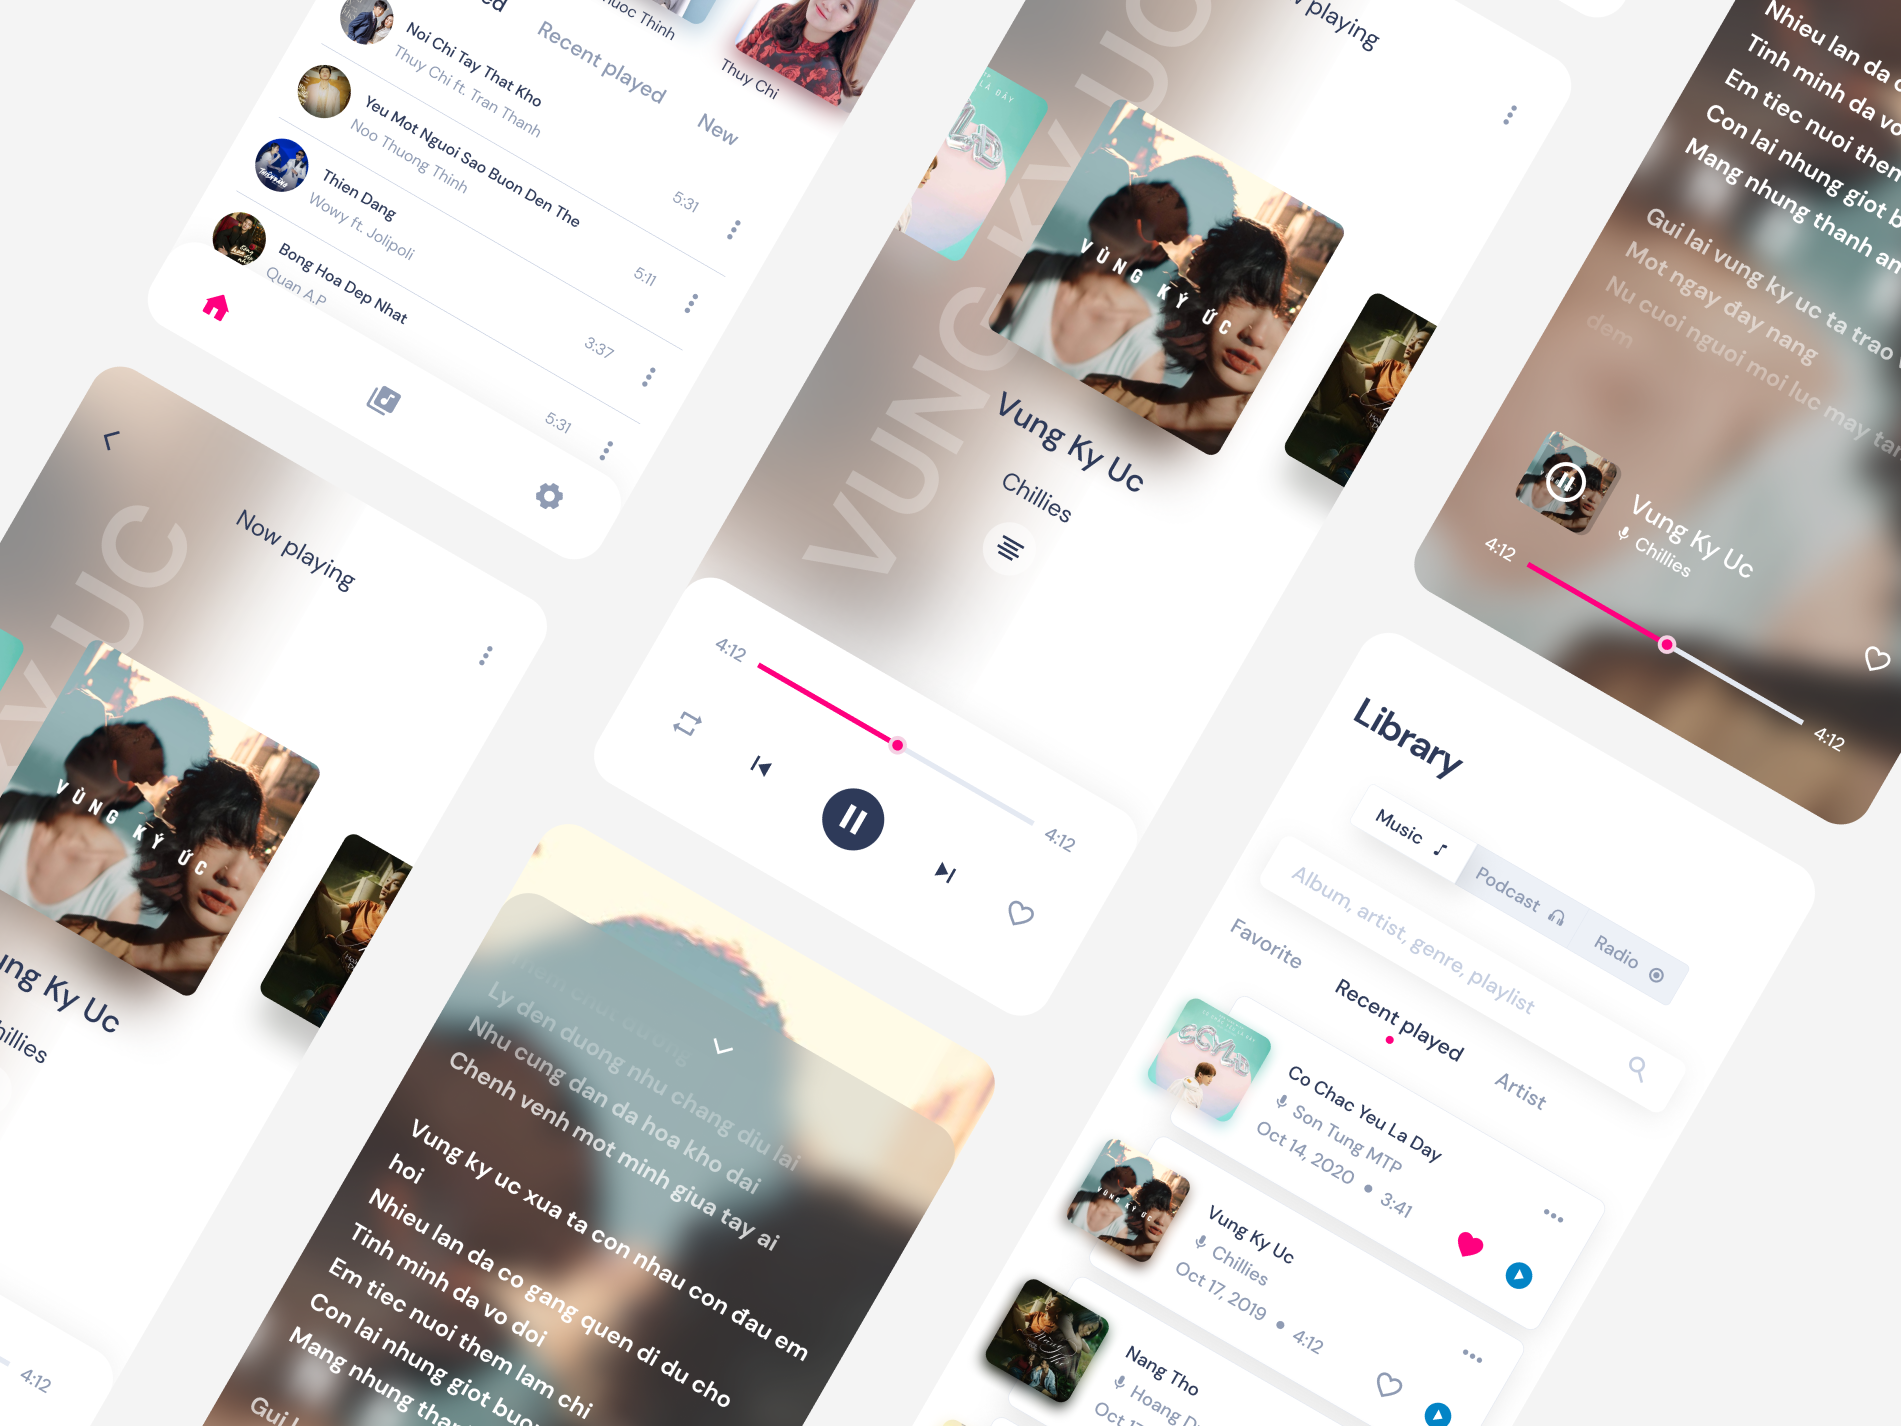 Thuy Chi
Recent played
New
Noi Chi Tay That Kho
Thuy Chi ft. Tran Thanh
5:31
Yeu Mot Nguoi Sao Buon Den The
Noo Thuong Thinh
5:11
Thien Dang
Wowy ft. Jolipoli
3:37
Bong Hoa Dep Nhat
Quan A.P
5:31
Now playing
UC
VÙNG KÝ ỨC
Ky Uc
4:12
playing
VUNG KY UC
LÀ ĐÂY
VÙNG KÝ ỨC
Vung Ky Uc
Chillies
4:12
4:12
Ly den duong nhu chang diu lai
Nhu cung dan da hoa kho dai
Chenh venh mot minh giua tay ai
Vung ky uc xua ta con nhau con đau em
hoi
Nhieu lan da co gang quen di du cho
Tinh minh da vo doi
Em tiec nuoi them lam chi
Con lai nhung giot buon
Mang nhung
Gui
Nhieu lan da
Tinh minh da vo
Em tiec nuoi them
Con lai nhung giot
Mang nhung thanh
Gui lai vung ky uc ta trao
Mot ngay đay nang
Nu cuoi nguoi moi luc may
dem
Vung Ky Uc
Chillies
4:12
4:12
Library
Music
Podcast
Radio
Album, artist, genre, playlist
Favorite
Recent played
Artist
Co Chac Yeu La Day
Son Tung MTP
Oct 14, 2020 • 3:41
VÙNG KÝ ỨC
Vung Ky Uc
Chillies
Oct 17, 2019 • 4:12
Nang Tho
Hoang
Oct